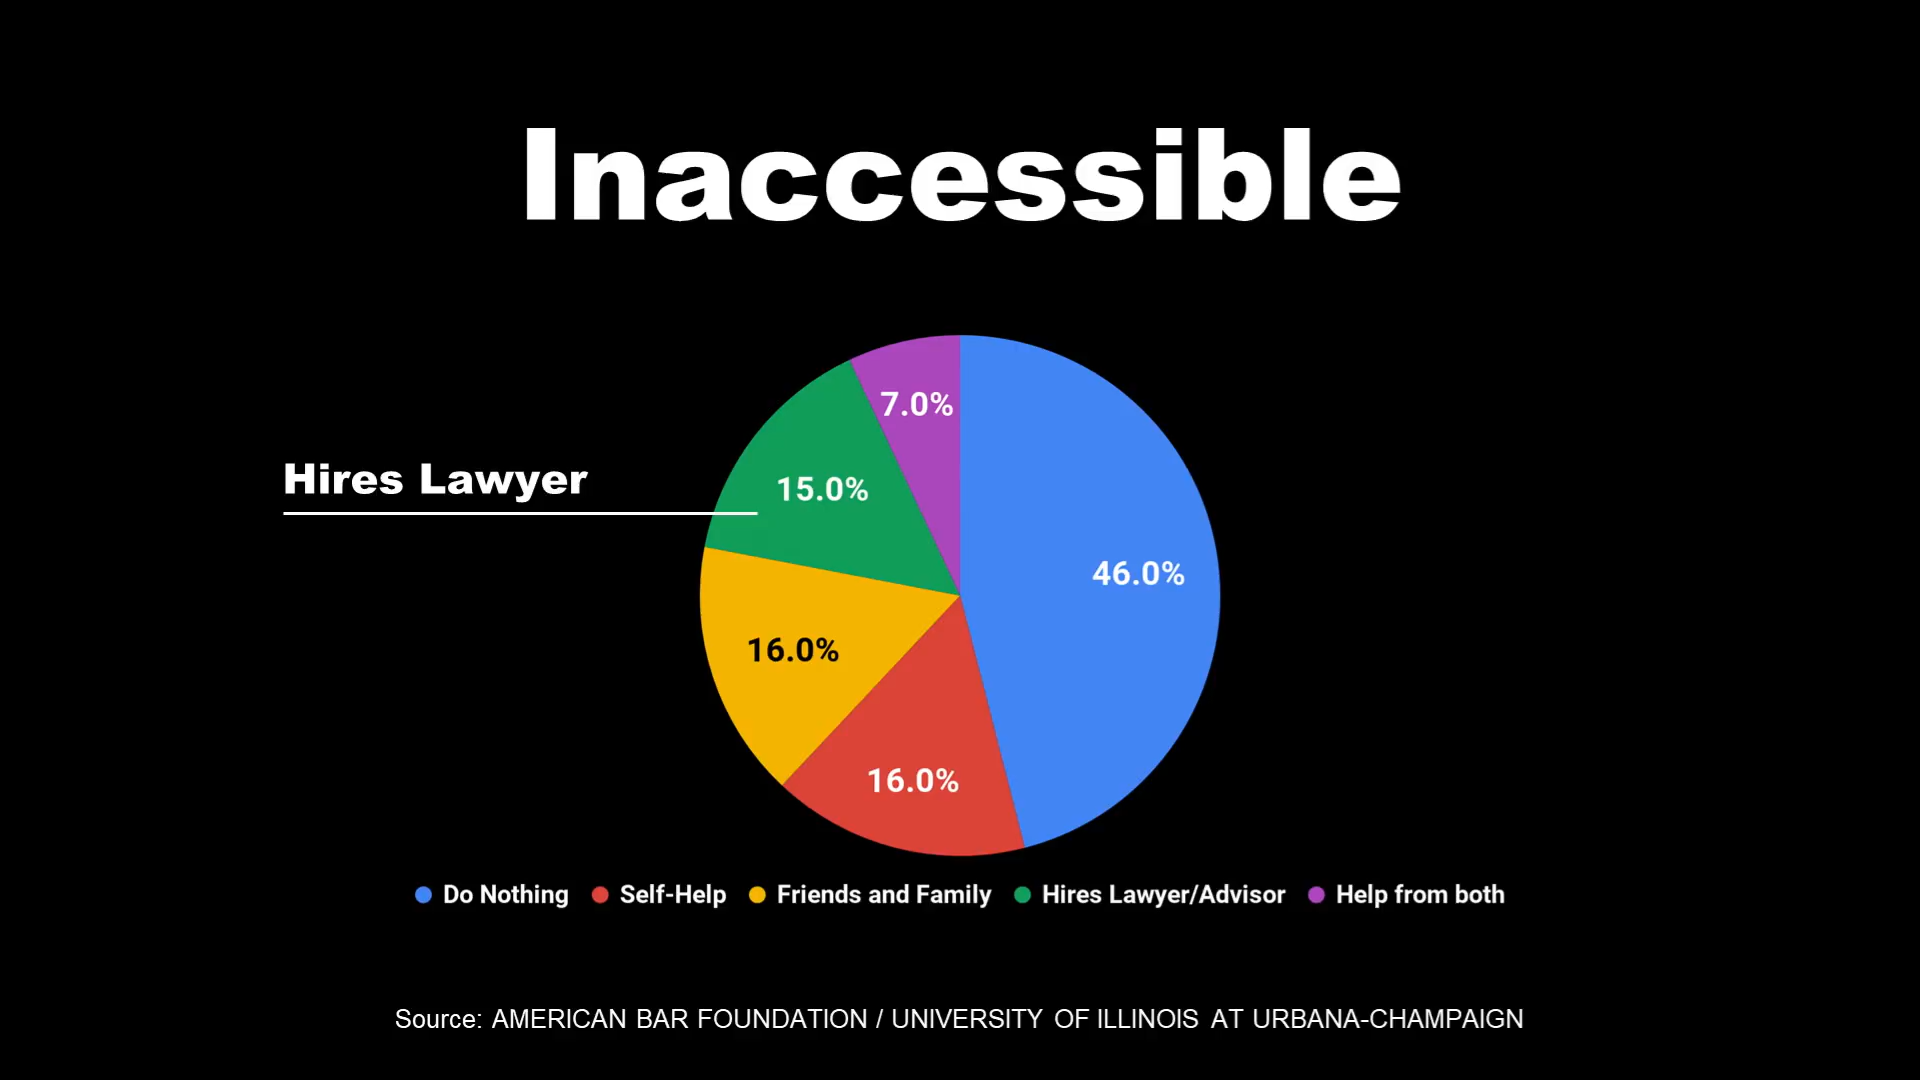 Inaccessible
7.0%
Hires Lawyer
15.0%
46.0%
16.0%
16.0%
Do Nothing Self-Help Friends and Family Hires Lawyer/Advisor Help from both
Source: AMERICAN BAR FOUNDATION / UNIVERSITY OF ILLINOIS AT URBANA-CHAMPAIGN